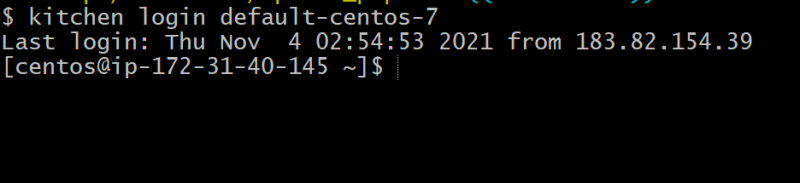 $ kitchen login default-centos-7
Last login: Thu Nov  4 02:54:53 2021 from 183.82.154.39
[centos@ip-172-31-40-145 ~]$